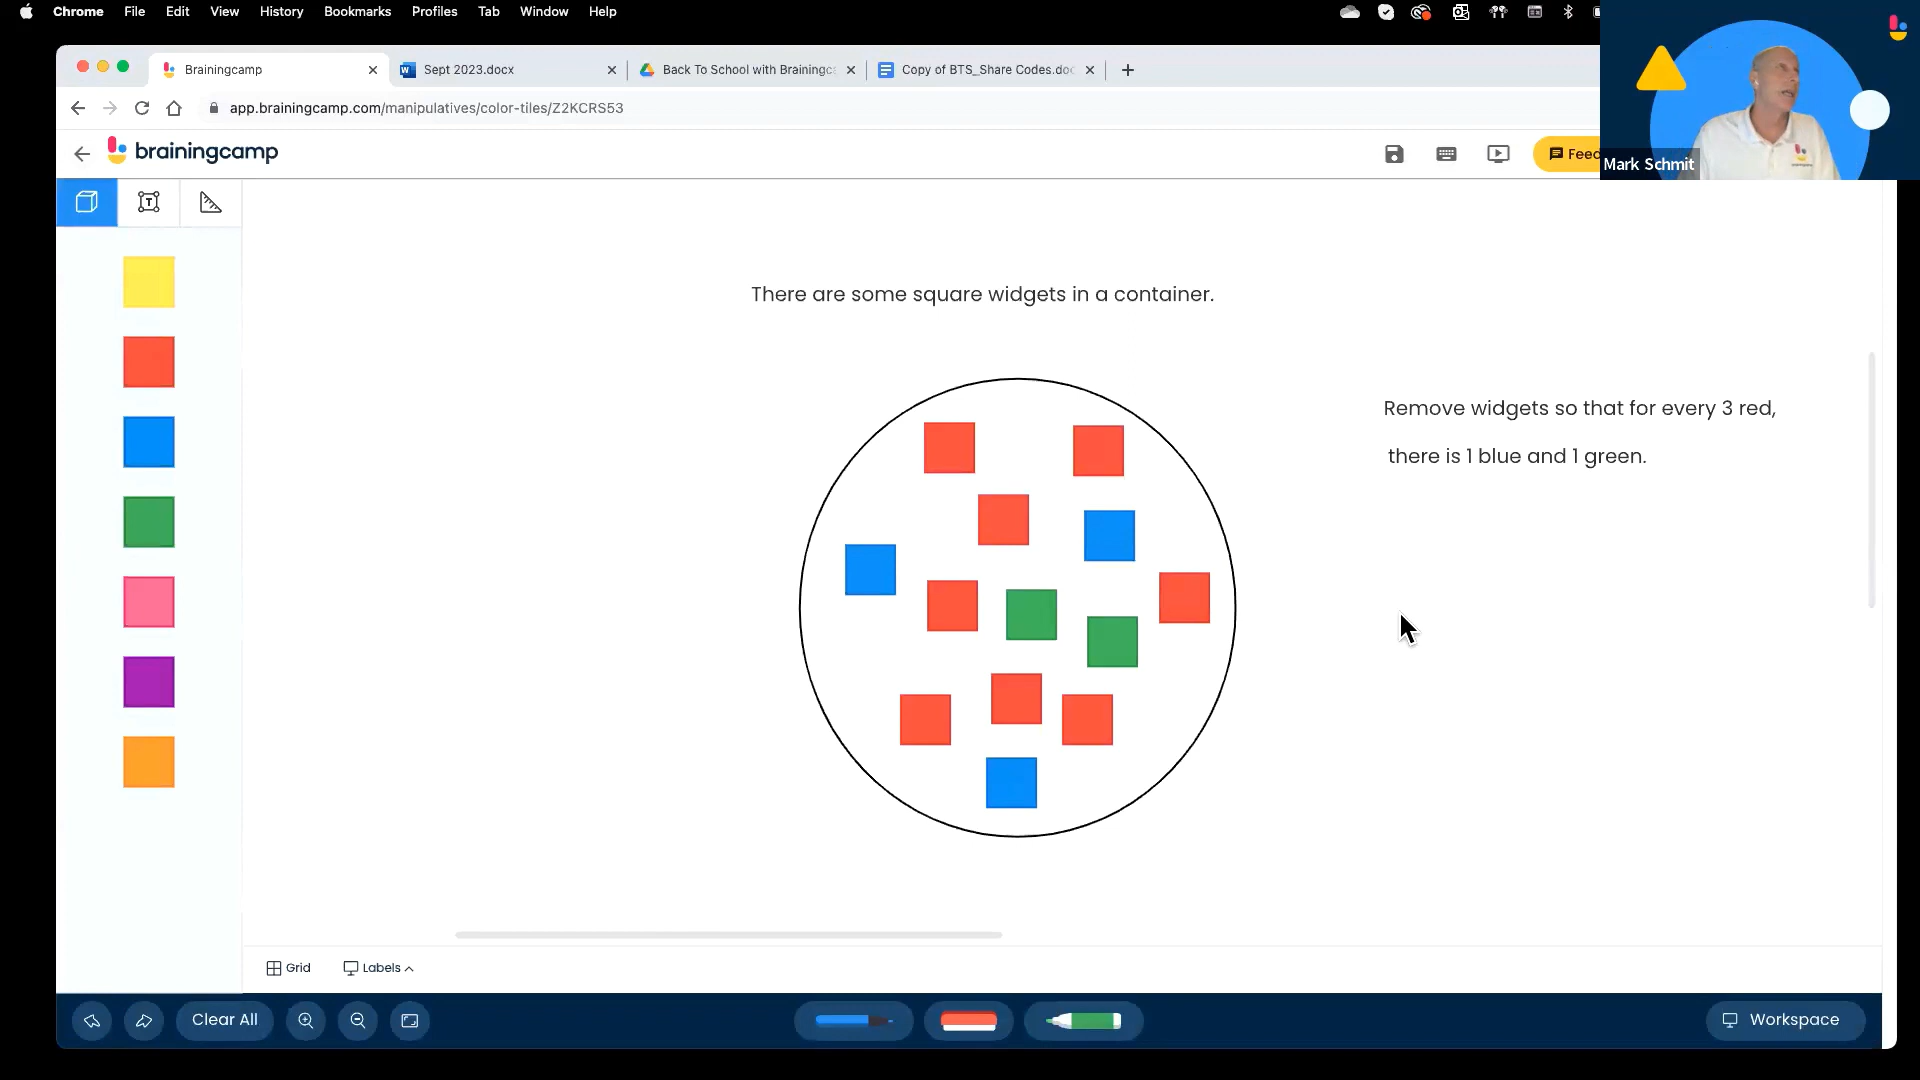 Chrome File Edit View History Bookmarks Profiles Tab Window Help
Brainingcamp
Sept 2023.docx
Back To School with Brainingc
Copy of BTS_Share Codes.doc
app.brainingcamp.com/manipulatives/color-tiles/Z2KCRS53
brainingcamp
Feed
Mark Schmit
T
There are some square widgets in a container.
Remove widgets so that for every 3 red,
there is 1 blue and 1 green.
Grid
Labels
Clear All
Workspace